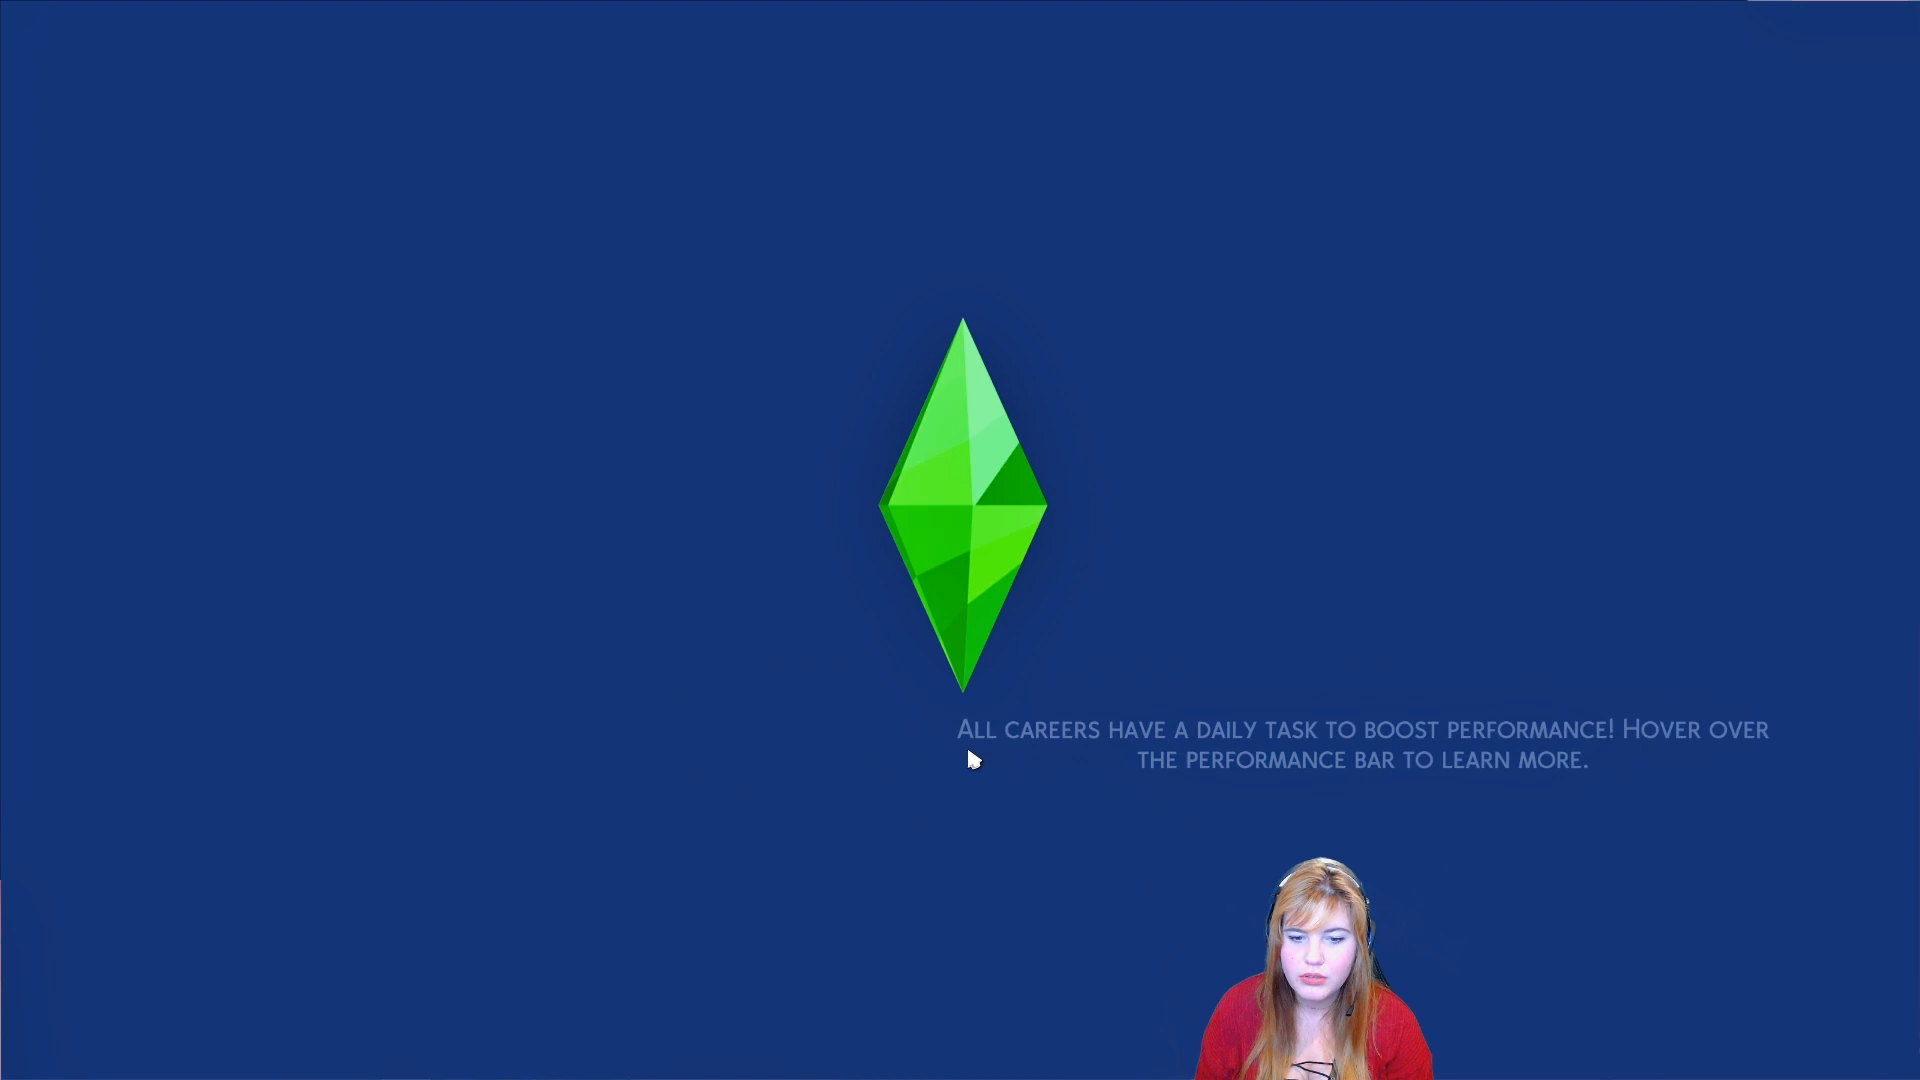 All careers have a daily task to boost performance! Hover over
the performance bar to learn more.